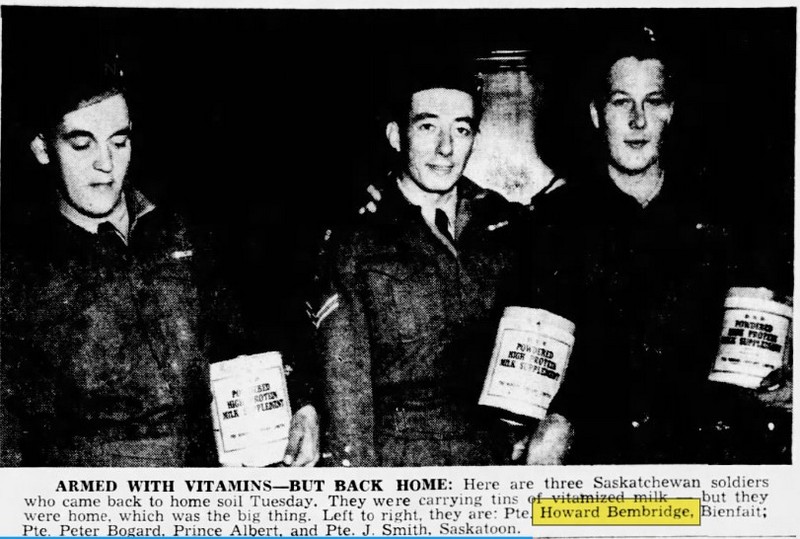 POWDERED
HIGH PROTEIN
MILK SUPPLEMENT
POWDERED
HIGH PROTEIN
MILK SUPPLEMENT
POWDERED
HIGH PROTEIN
MILK SUPPLEMENT
ARMED WITH VITAMINS—BUT BACK HOME: Here are three Saskatchewan soldiers
who came back to home soil Tuesday. They were carrying tins of vitamized milk — but they
were home, which was the big thing. Left to right, they are: Pte. Howard Bembridge, Bienfait;
Pte. Peter Bogard, Prince Albert, and Pte. J. Smith, Saskatoon.